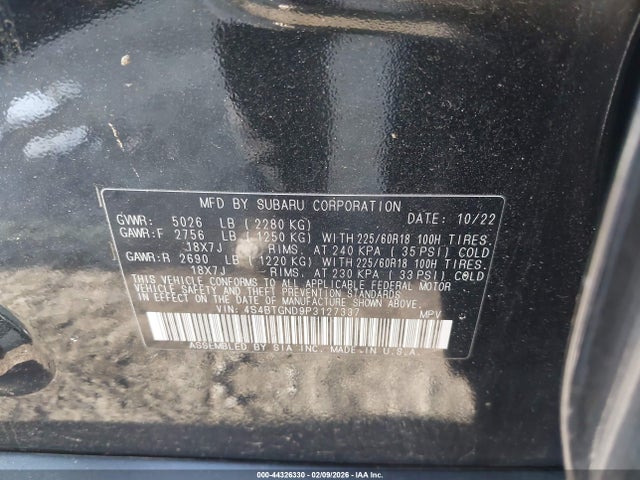 MFD BY SUBARU CORPORATION
GVWR: 5026 LB (2280 KG) DATE: 10/22
GAWR:F 2756 LB (1250 KG) WITH 225/60R18 100H TIRES.
18X7J RIMS. AT 240 KPA (35 PSI) COLD
GAWR:R 2690 LB (1220 KG) WITH 225/60R18 100H TIRES.
18X7J RIMS. AT 230 KPA (33 PSI) COLD
THIS VEHICLE CONFORMS TO ALL APPLICABLE FEDERAL MOTOR
VEHICLE SAFETY AND THEFT PREVENTION STANDARDS
IN EFFECT ON THE DATE OF MANUFACTURE SHOWN ABOVE.
VIN: 4S4BTGND9P3127337 MPV
ASSEMBLED BY SIA INC. MADE IN U.S.A.
000-44326330 - 02/09/2026 - IAAI.COM